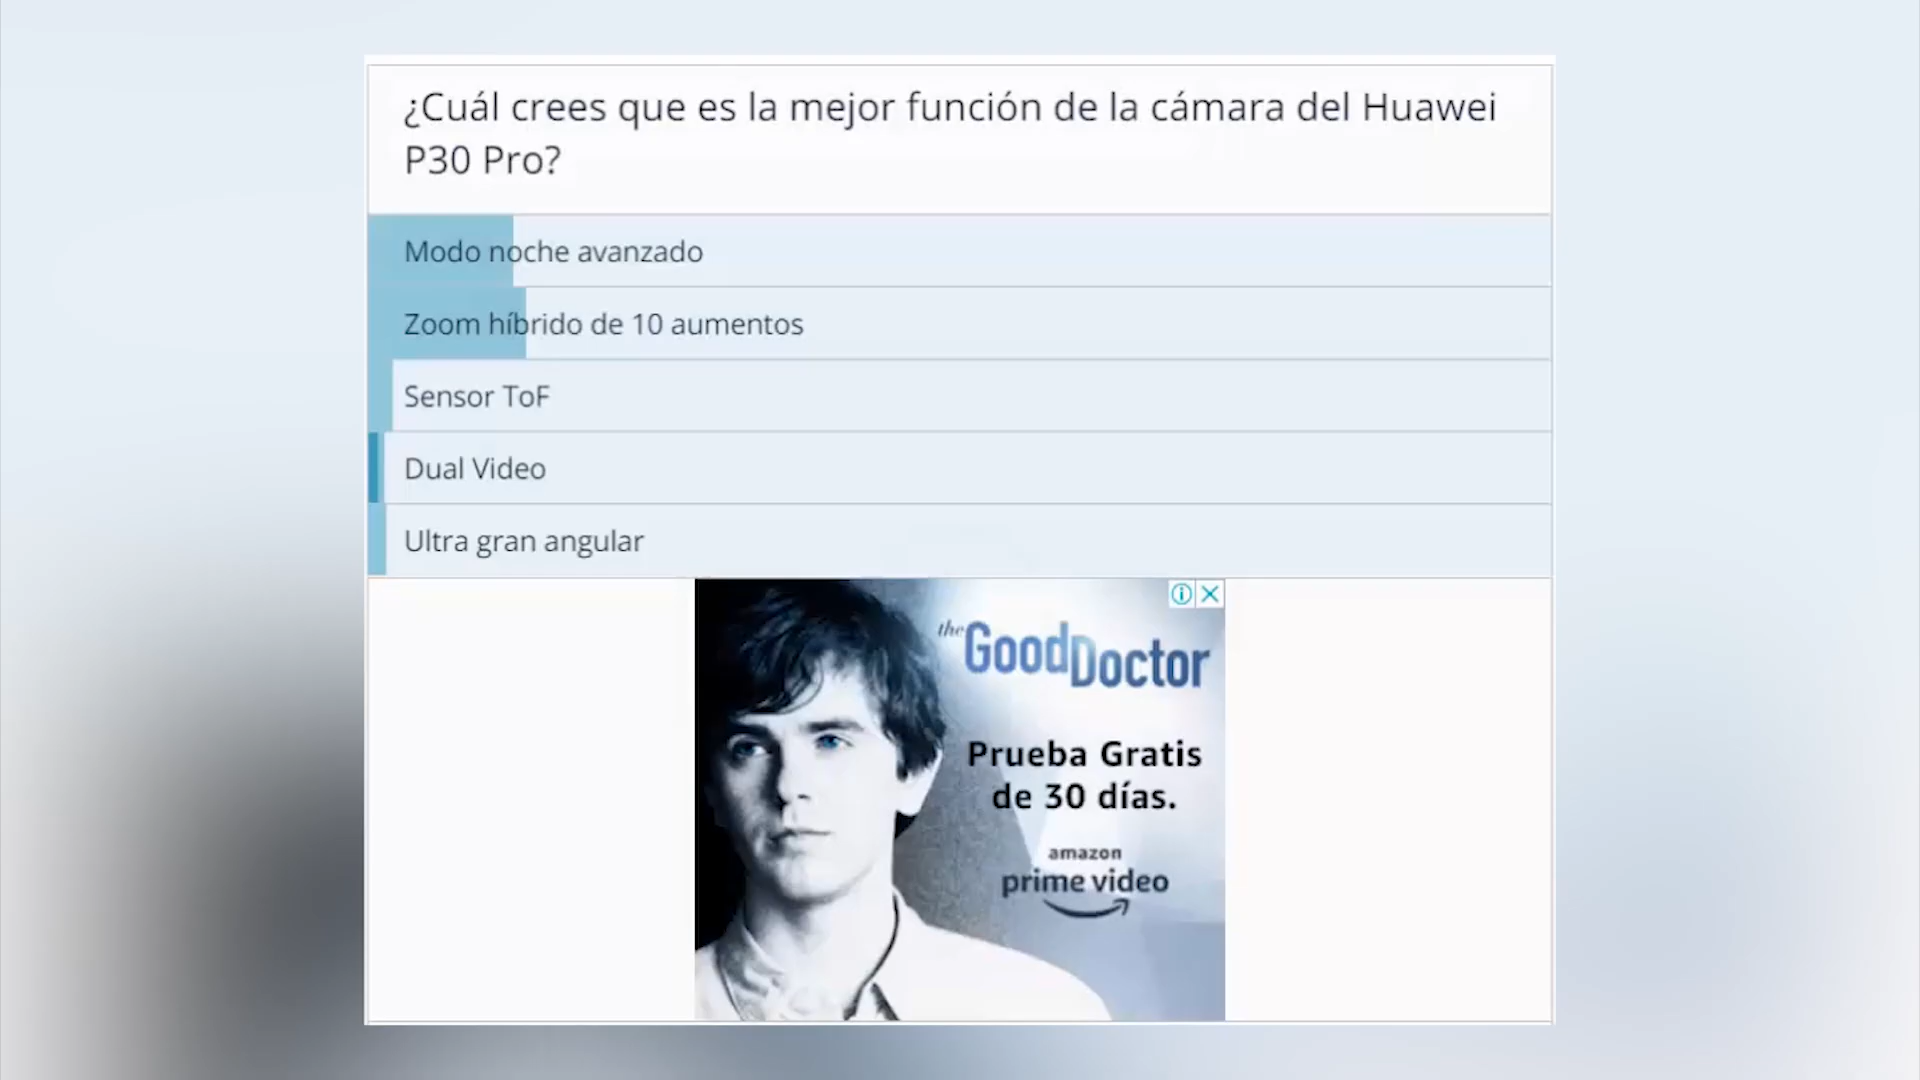 ¿Cuál crees que es la mejor función de la cámara del Huawei
P30 Pro?
Modo noche avanzado
Zoom híbrido de 10 aumentos
Sensor ToF
Dual Video
Ultra gran angular
the Good Doctor
Prueba Gratis
de 30 días.
amazon
prime video